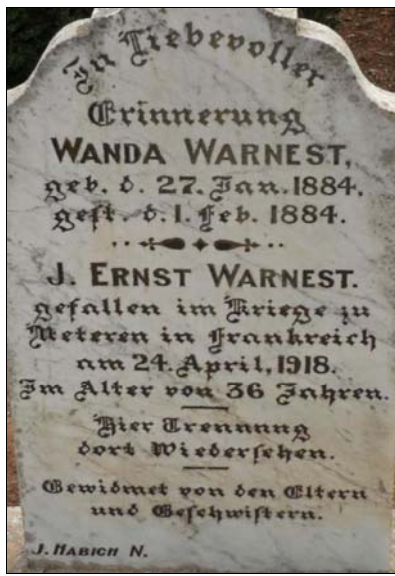 In Liebevoller
Erinnerung
WANDA WARNEST,
geb. d. 27. Jan. 1884,
gest. d. 1. Feb. 1884.
J. ERNST WARNEST.
gefallen im Kriege zu
Meteren in Frankreich
am 24. April, 1918.
Im Alter von 36 Jahren.
Hier Trennung
dort Wiedersehen.
Gewidmet von den Eltern
und Geschwistern.
J. HABICH N.